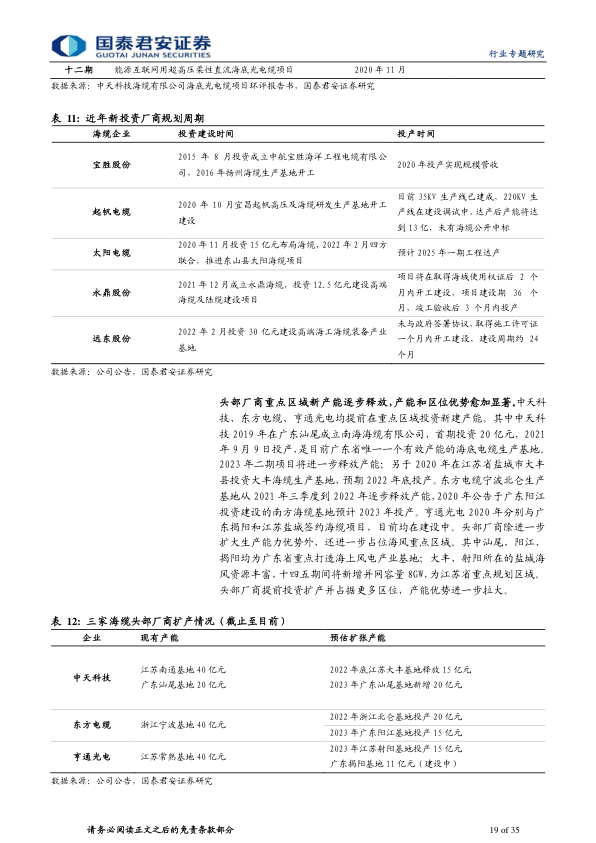 国泰君安证券
GUOTAI JUNAN SECURITIES
行业专题研究
十二期 能源互联网用超高压柔性直流海底光电缆项目 2020 年 11 月
数据来源：中天科技海缆有限公司海底光电缆项目环评报告书，国泰君安证券研究
表 11：近年新投资厂商规划周期
海缆企业 投资建设时间 投产时间
宝胜股份
2015 年 8 月投资成立中航宝胜海洋工程电缆有限公
司，2016 年扬州海缆生产基地开工
2020 年投产实现规模营收
起帆电缆
2020 年 10 月宜昌起帆高压及海缆研发生产基地开工
建设
目前 35KV 生产线已建成，220KV 生
产线在建设调试中，达产后产能将达
到 13 亿，未有海缆公开中标
太阳电缆
2020 年 11 月投资 15 亿元布局海缆，2022 年 2 月四方
联合，推进东山县太阳海缆项目
预计 2025 年一期工程达产
永鼎股份
2021 年 12 月成立永鼎海缆，投资 12.5 亿元建设高端
海缆及陆缆建设项目
项目将在取得海域使用权证后 2 个
月内开工建设，项目建设期 36 个
月，竣工验收后 3 个月内投产
远东股份
2022 年 2 月投资 30 亿元建设高端海工海缆装备产业
基地
未与政府签署协议，取得施工许可证
一个月内开工建设，建设周期约 24
个月
数据来源：公司公告，国泰君安证券研究
头部厂商重点区域新产能逐步释放，产能和区位优势愈加显著。中天科
技、东方电缆、亨通光电均提前在重点区域投资新建产能。其中中天科
技 2019 年在广东汕尾成立南海海缆有限公司，首期投资 20 亿元，2021
年 9 月 9 日投产，是目前广东省唯一一个有效产能的海底电缆生产基地。
2023 年二期项目将进一步释放产能；另于 2020 年在江苏省盐城市大丰
县投资大丰海缆生产基地，预期 2022 年底投产。东方电缆宁波北仑生产
基地从 2021 年三季度到 2022 年逐步释放产能，2020 年公告于广东阳江
投资建设的南方海缆基地预计 2023 年投产。亨通光电 2020 年分别与广
东揭阳和江苏盐城签约海缆项目，目前均在建设中。头部厂商除进一步
扩大生产能力优势外，还进一步占位海风重点区域。其中汕尾、阳江、
揭阳均为广东省重点打造海上风电产业基地；大丰、射阳所在的盐城海
风资源丰富，十四五期间将新增并网容量 8GW，为江苏省重点规划区域。
头部厂商提前投资扩产并占据更多区位，产能优势进一步拉大。
表 12：三家海缆头部厂商扩产情况（截止至目前）
企业 现有产能 预估扩张产能
中天科技
江苏南通基地 40 亿元
广东汕尾基地 20 亿元
2022 年底江苏大丰基地释放 15 亿元
2023 年广东汕尾基地新增 20 亿元
东方电缆 浙江宁波基地 40 亿元
2022 年浙江北仑基地投产 20 亿元
2023 年广东阳江基地投产 15 亿元
亨通光电 江苏常熟基地 40 亿元
2023 年江苏射阳基地投产 15 亿元
广东揭阳基地 11 亿元（建设中）
数据来源：公司公告，国泰君安证券研究
请务必阅读正文之后的免责条款部分
19 of 35